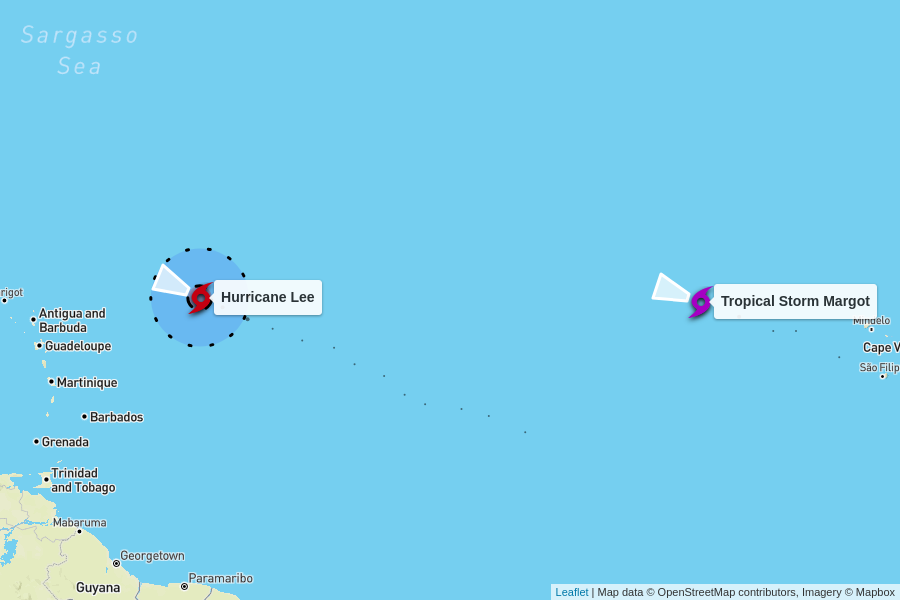 Sargasso
Sea
Hurricane Lee
Tropical Storm Margot
rigot
Antigua and
Barbuda
Mindelo
Guadeloupe
Cape V
São Filip
Martinique
Barbados
Grenada
Trinidad
and Tobago
Mabaruma
Georgetown
Paramaribo
Guyana
Leaflet | Map data © OpenStreetMap contributors, Imagery © Mapbox